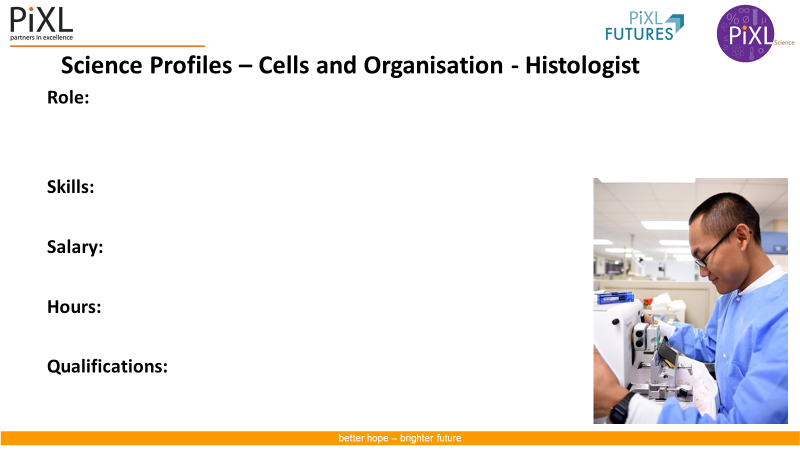 PiXL
partners in excellence
PiXL
FUTURES
PiXL
Science
Science Profiles – Cells and Organisation - Histologist
Role:
Skills:
Salary:
Hours:
Qualifications:
better hope – brighter future